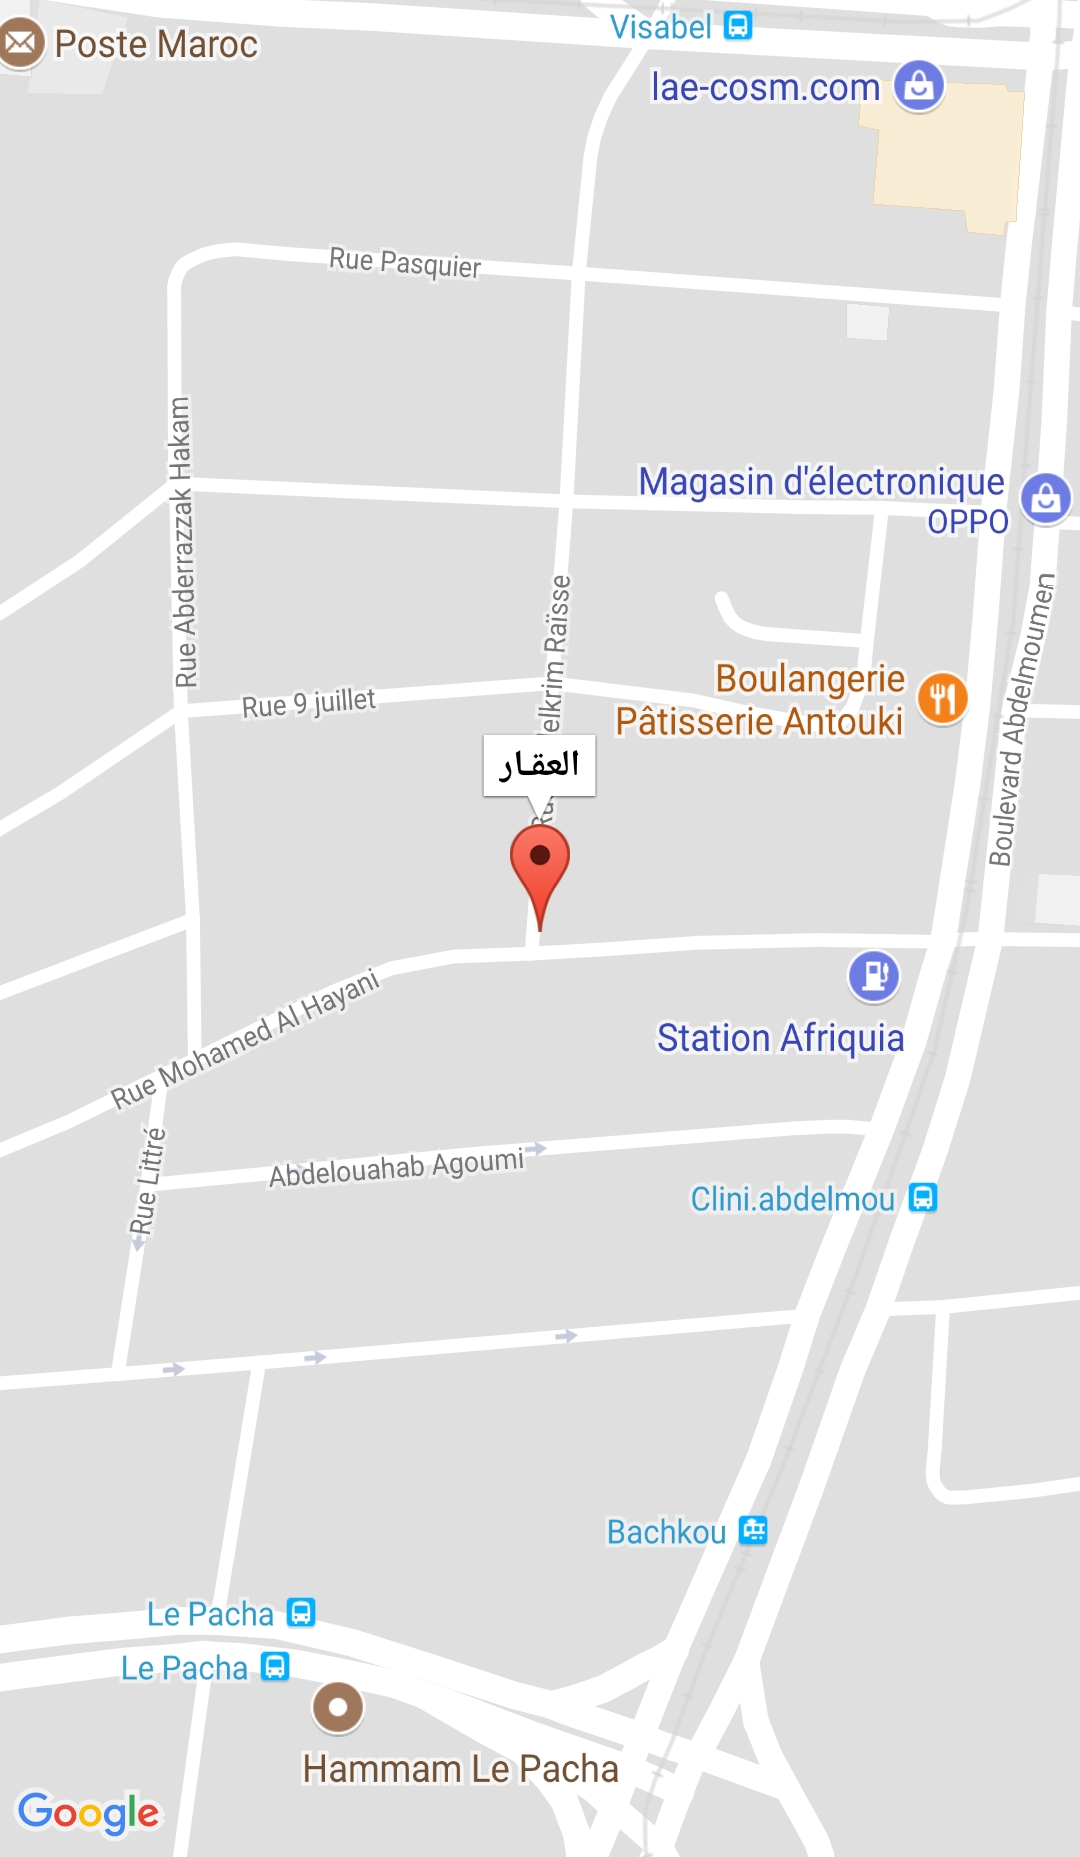 Visabel
Poste Maroc
lae-cosm.com
Rue Pasquier
Rue Abderrazzak Hakam
Magasin d'électronique
OPPO
elkrim Raïsse
Boulevard Abdelmoumen
Rue 9 juillet
Boulangerie
Pâtisserie Antouki
العقار
Station Afriquia
Rue Mohamed Al Hayani
Rue Littré
Abdelouahab Agoumi
Clini.abdelmou
Bachkou
Le Pacha
Le Pacha
Hammam Le Pacha
Google